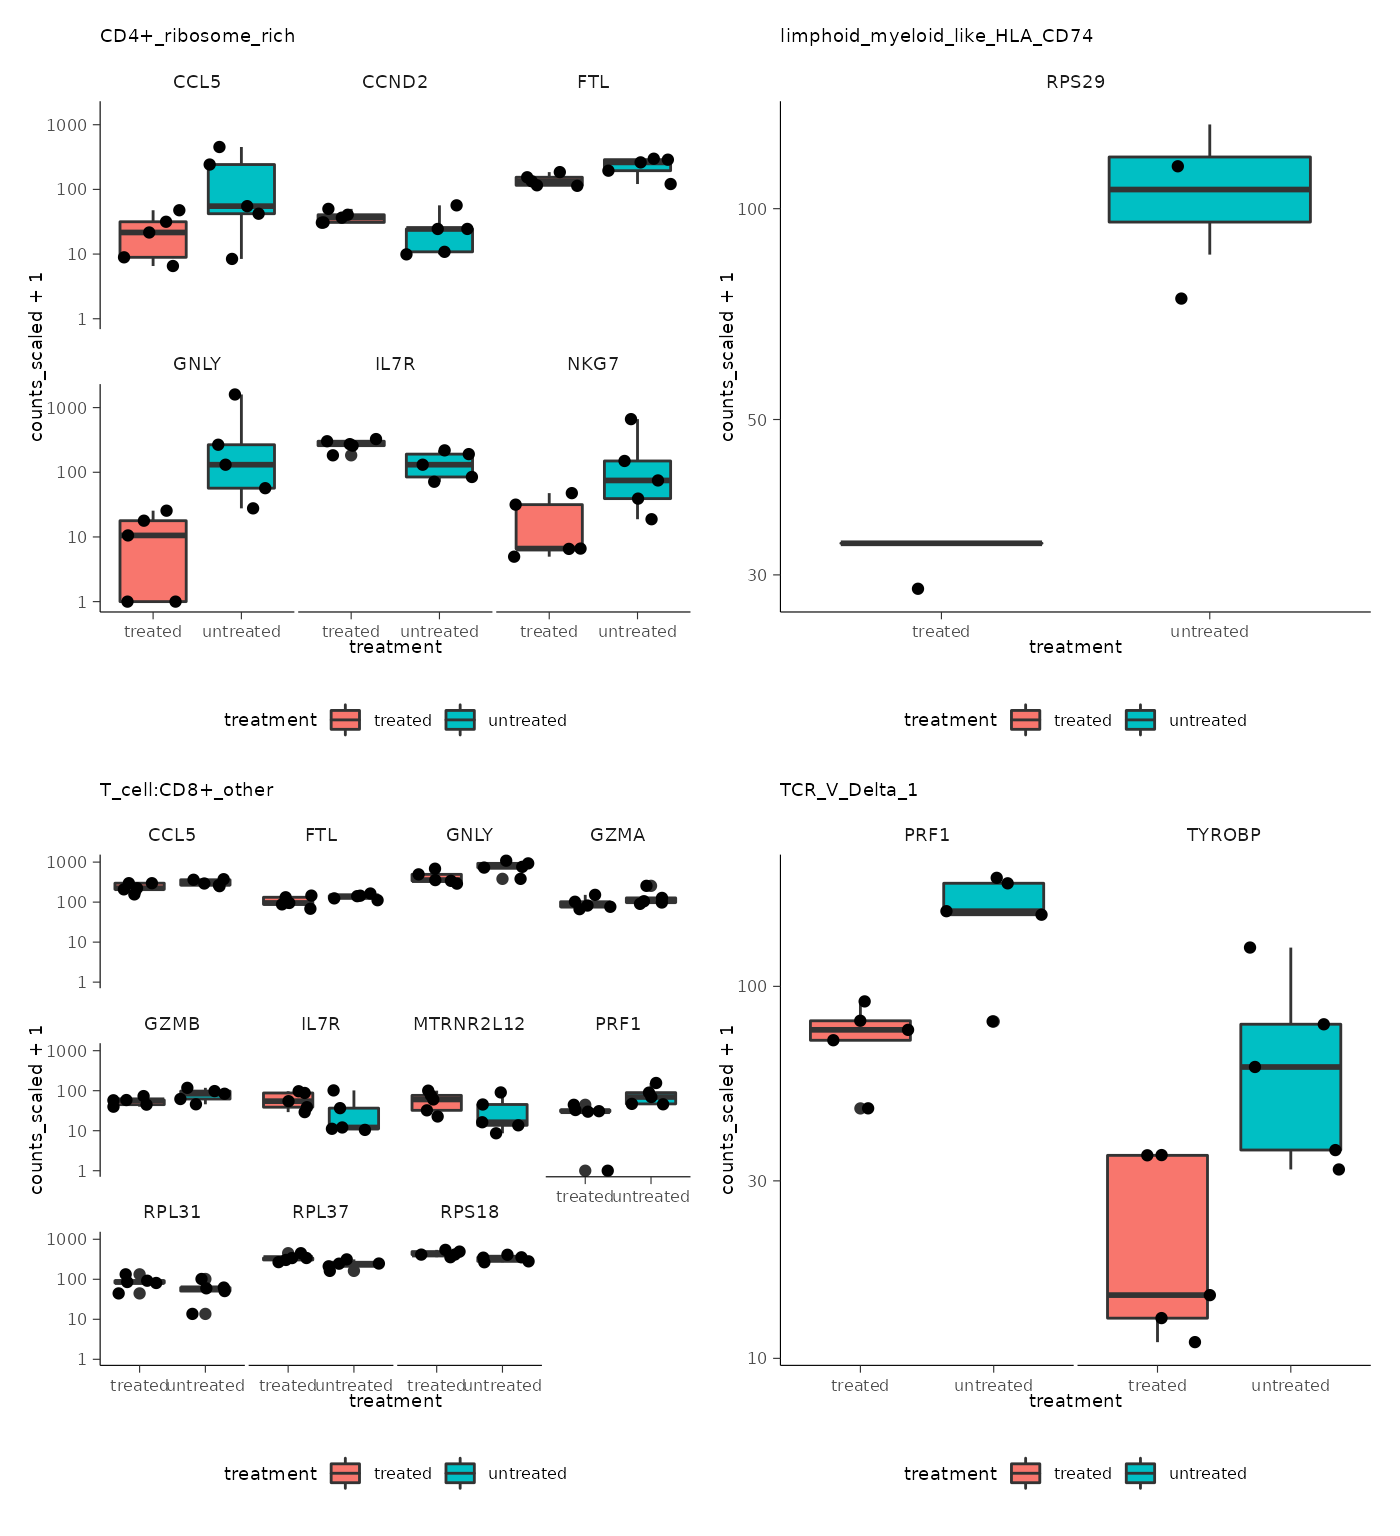 CD4+_ribosome_rich
CCL5
CCND2
FTL
1000
100
10
1
GNLY
IL7R
NKG7
1000
100
10
1
counts_scaled + 1
treated
untreated
treated
untreated
treated
untreated
treatment
treatment
treated
untreated
limphoid_myeloid_like_HLA_CD74
RPS29
100
50
30
counts_scaled + 1
treated
untreated
treatment
treatment
treated
untreated
T_cell:CD8+_other
CCL5
FTL
GNLY
GZMA
1000
100
10
1
GZMB
IL7R
MTRNR2L12
PRF1
1000
100
10
1
treated
untreated
RPL31
RPL37
RPS18
1000
100
10
1
counts_scaled + 1
treated
untreated
treated
untreated
treated
untreated
treatment
treatment
treated
untreated
TCR_V_Delta_1
PRF1
TYROBP
100
30
10
counts_scaled + 1
treated
untreated
treated
untreated
treatment
treatment
treated
untreated